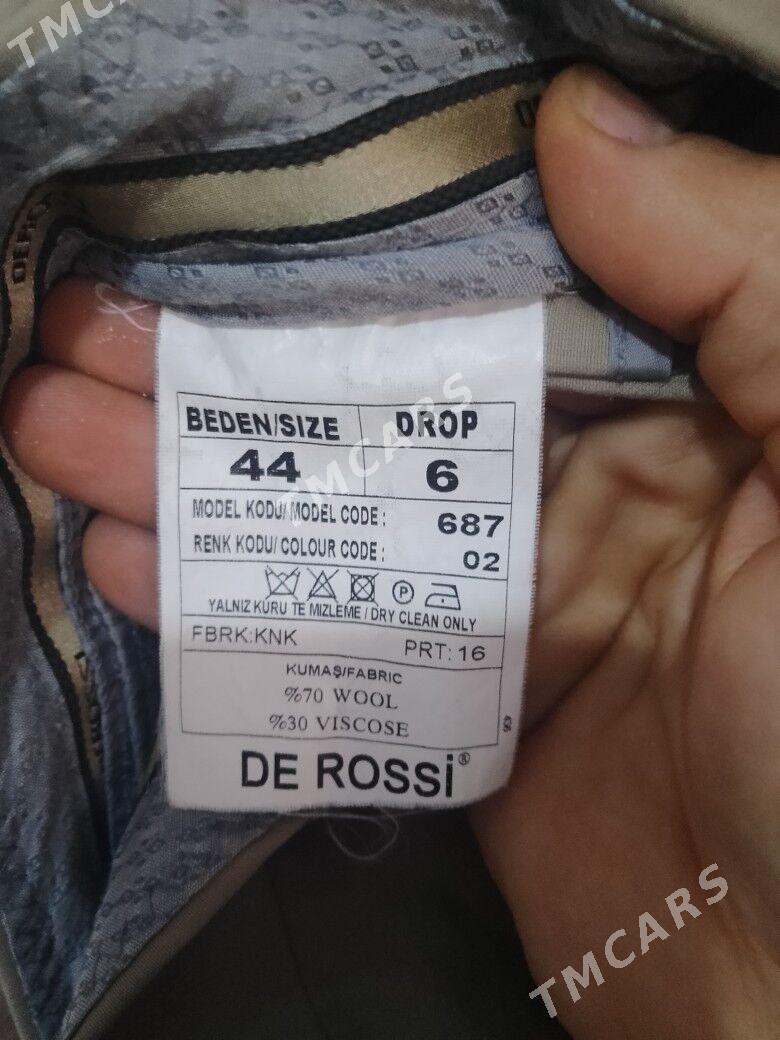 TMCARS
BEDEN/SIZE DROP
44 6
TMCARS
MODEL KODU/ MODEL CODE : 687
RENK KODU/ COLOUR CODE : 02
P
YALNIZ KURU TE MIZLEME / DRY CLEAN ONLY
FBRK:KNK PRT: 16
KUMAŞ/FABRIC
%70 WOOL
%30 VISCOSE
DE ROSSİ®
TMCARS